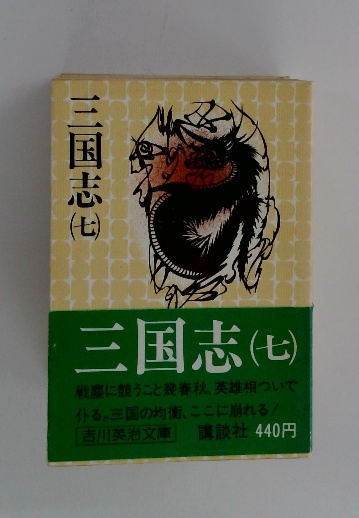 三国志
(七)
三国志(七)
戦塵に競うこと幾春秋。英雄相ついで
仆る。三国の均衡、ここに崩れる!
吉川英治文庫 講談社 440円